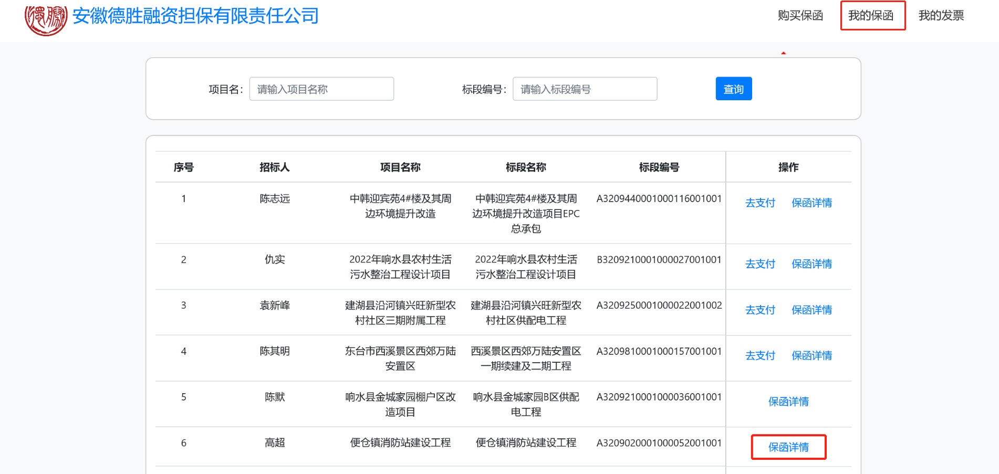 德勝
安徽德胜融资担保有限责任公司
购买保函
我的保函
我的发票
项目名：
请输入项目名称
标段编号：
请输入标段编号
查询
序号
招标人
项目名称
标段名称
标段编号
操作
1
陈志远
中韩迎宾苑4#楼及其周
边环境提升改造
中韩迎宾苑4#楼及其周
边环境提升改造项目EPC
总承包
A3209440001000116001001
去支付
保函详情
2
仇实
2022年响水县农村生活
污水整治工程设计项目
2022年响水县农村生活
污水整治工程设计项目
B3209210001000027001001
去支付
保函详情
3
袁新峰
建湖县沿河镇兴旺新型农
村社区三期附属工程
建湖县沿河镇兴旺新型农
村社区供配电工程
A3209250001000022001002
去支付
保函详情
4
陈其明
东台市西溪景区西郊万陆
安置区
西溪景区西郊万陆安置区
一期续建及二期工程
A3209810001000157001001
去支付
保函详情
5
陈默
响水县金城家园棚户区改
造项目
响水县金城家园B区供配
电工程
A3209210001000036001001
保函详情
6
高超
便仓镇消防站建设工程
便仓镇消防站建设工程
A3209020001000052001001
保函详情